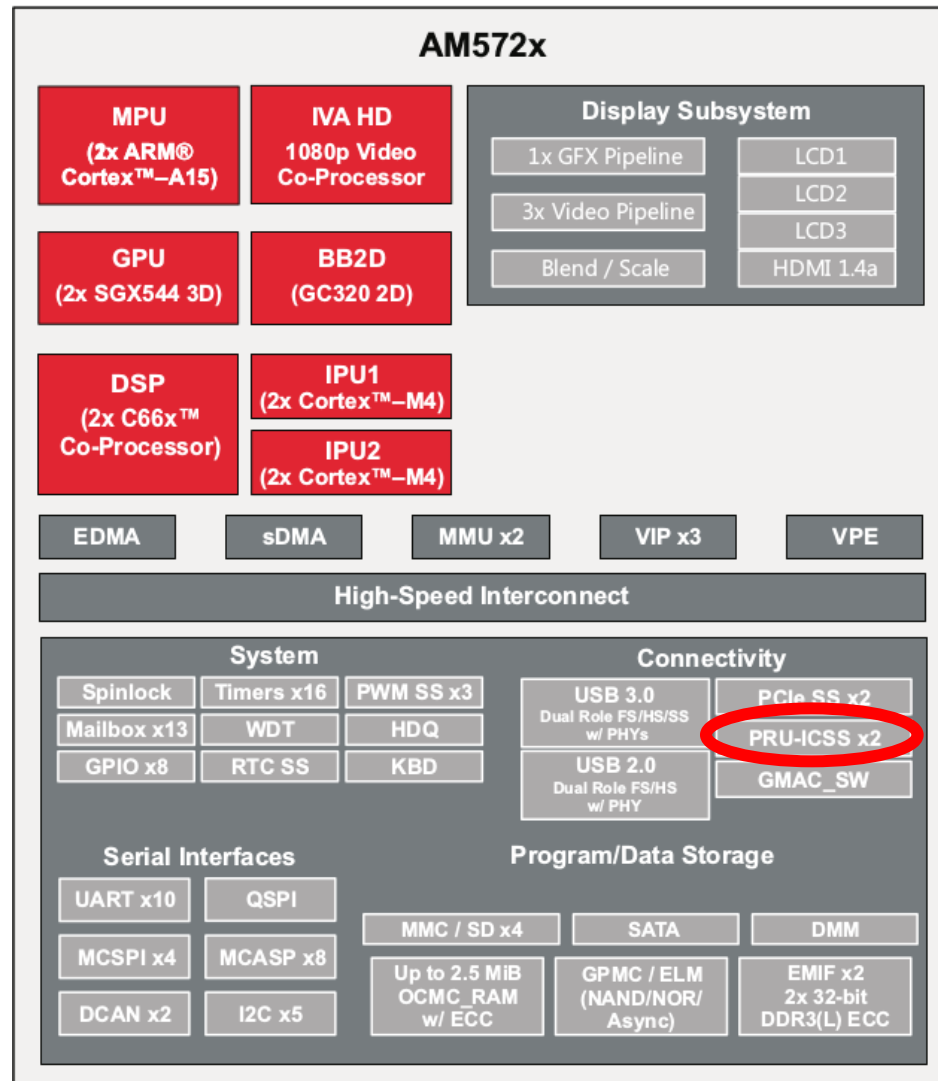 AM572x
MPU
(2x ARM®
Cortex™–A15)
IVA HD
1080p Video
Co-Processor
GPU
(2x SGX544 3D)
BB2D
(GC320 2D)
DSP
(2x C66x™
Co-Processor)
IPU1
(2x Cortex™–M4)
IPU2
(2x Cortex™–M4)
Display Subsystem
1x GFX Pipeline
3x Video Pipeline
Blend / Scale
LCD1
LCD2
LCD3
HDMI 1.4a
EDMA
sDMA
MMU x2
VIP x3
VPE
High-Speed Interconnect
System
Spinlock
Timers x16
PWM SS x3
Mailbox x13
WDT
HDQ
GPIO x8
RTC SS
KBD
Connectivity
USB 3.0
Dual Role FS/HS/SS
w/ PHYs
USB 2.0
Dual Role FS/HS
w/ PHY
PCIe SS x2
PRU-ICSS x2
GMAC_SW
Serial Interfaces
UART x10
QSPI
MCSPI x4
MCASP x8
DCAN x2
I2C x5
Program/Data Storage
MMC / SD x4
SATA
DMM
Up to 2.5 MiB
OCMC_RAM
w/ ECC
GPMC / ELM
(NAND/NOR/
Async)
EMIF x2
2x 32-bit
DDR3(L) ECC